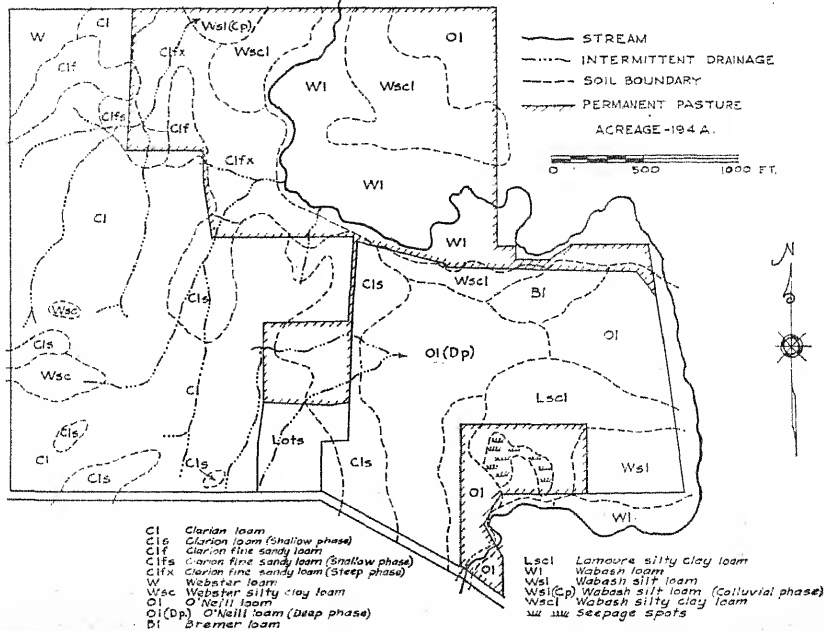 W
Cl
Wsl(Cp)
Ol
Clf
Clfx
Wscl
Wl
Wscl
Clfs
Clf
Clfx
Wl
Cl
Wl
Wsc
Cls
Wsc
Cls
Cl
Cls
Cl
Cls
Lots
Cls
Wscl
Bl
Ol
Ol(Dp)
Lscl
Cls
Ol
Wsl
Wl
Ol
STREAM
INTERMITTENT DRAINAGE
SOIL BOUNDARY
PERMANENT PASTURE
ACREAGE-194 A.
0 500 1000 FT.
N
Cl Clarion loam
Cls Clarion loam (Shallow phase)
Clf Clarion fine sandy loam
Clfs Clarion fine sandy loam (Shallow phase)
Clfx Clarion fine sandy loam (Steep phase)
W Webster loam
Wsc Webster silty clay loam
Ol O'Neill loam
Ol(Dp.) O'Neill loam (Deep phase)
Bl Bremer loam
Lscl Lamoure silty clay loam
Wl Wabash loam
Wsl Wabash silt loam
Wsl(Cp) Wabash silt loam (Colluvial phase)
Wscl Wabash silty clay loam
Seepage spots